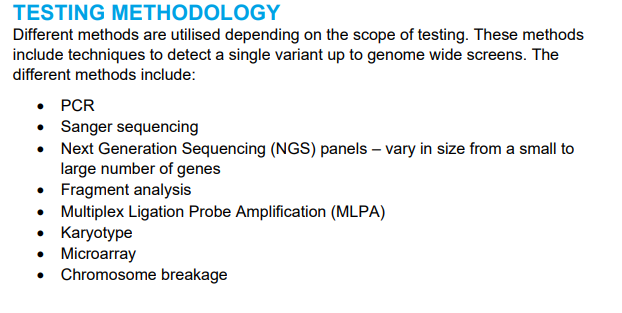 TESTING METHODOLOGY
Different methods are utilised depending on the scope of testing. These methods
include techniques to detect a single variant up to genome wide screens. The
different methods include:
• PCR
• Sanger sequencing
• Next Generation Sequencing (NGS) panels – vary in size from a small to
large number of genes
• Fragment analysis
• Multiplex Ligation Probe Amplification (MLPA)
• Karyotype
• Microarray
• Chromosome breakage